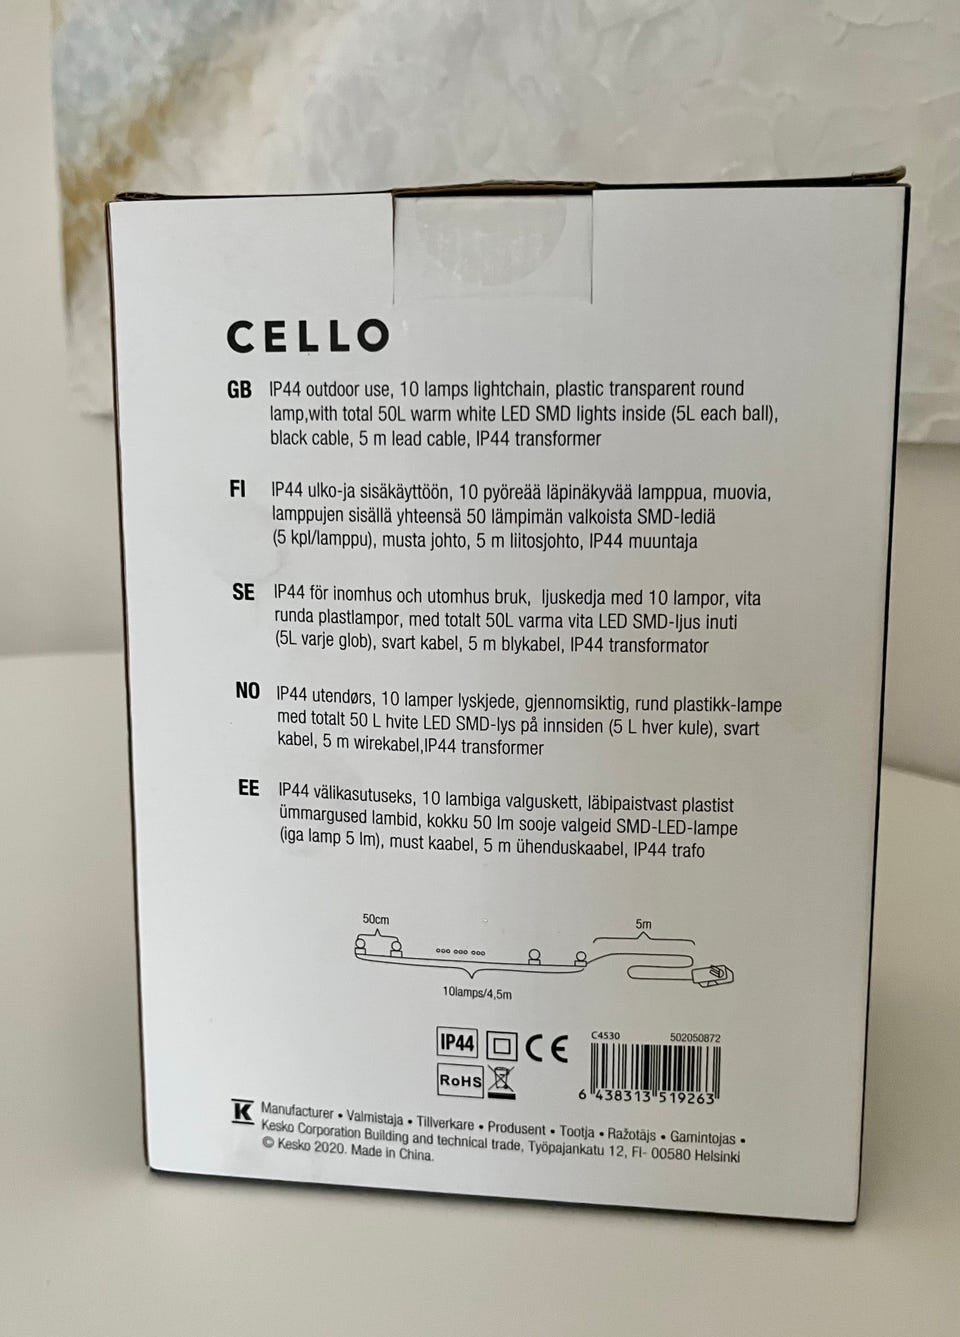 CELLO
GB IP44 outdoor use, 10 lamps lightchain, plastic transparent round
lamp,with total 50L warm white LED SMD lights inside (5L each ball),
black cable, 5 m lead cable, IP44 transformer
FI IP44 ulko-ja sisäkäyttöön, 10 pyöreää läpinäkyvää lamppua, muovia,
lamppujen sisällä yhteensä 50 lämpimän valkoista SMD-lediä
(5 kpl/lamppu), musta johto, 5 m liitosjohto, IP44 muuntaja
SE IP44 för inomhus och utomhus bruk, ljuskedja med 10 lampor, vita
runda plastlampor, med totalt 50L varma vita LED SMD-ljus inuti
(5L varje glob), svart kabel, 5 m blykabel, IP44 transformator
NO IP44 utendørs, 10 lamper lyskjede, gjennomsiktig, rund plastikk-lampe
med totalt 50 L hvite LED SMD-lys på innsiden (5 L hver kule), svart
kabel, 5 m wirekabel,IP44 transformer
EE IP44 välikasutuseks, 10 lambiga valguskett, läbipaistvast plastist
ümmargused lambid, kokku 50 lm sooje valgeid SMD-LED-lampe
(iga lamp 5 lm), must kaabel, 5 m ühenduskaabel, IP44 trafo
50cm
5m
10lamps/4,5m
IP44 CE
RoHS
C4530 502050872
6 438313 519263
K Manufacturer • Valmistaja • Tillverkare • Produsent • Tootja • Ražotājs • Gamintojas •
Kesko Corporation Building and technical trade, Työpajankatu 12, FI- 00580 Helsinki
© Kesko 2020. Made in China.